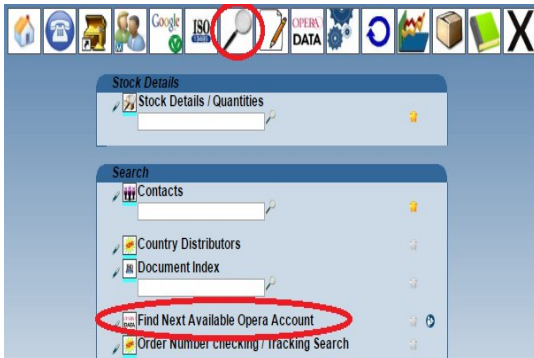 Google
ISO
OPERA
DATA
X
Stock Details
Stock Details / Quantities
Search
Contacts
Country Distributors
Document Index
Find Next Available Opera Account
Order Number checking / Tracking Search